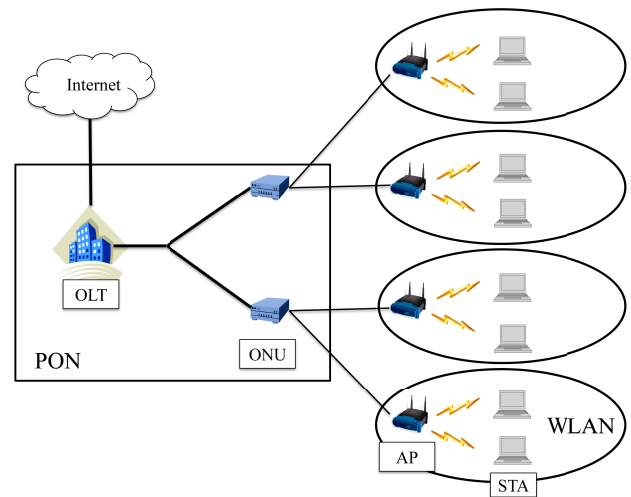 Internet
OLT
ONU
PON
WLAN
AP
STA